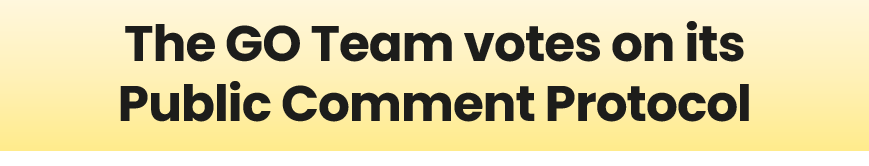 The GO Team votes on its
Public Comment Protocol